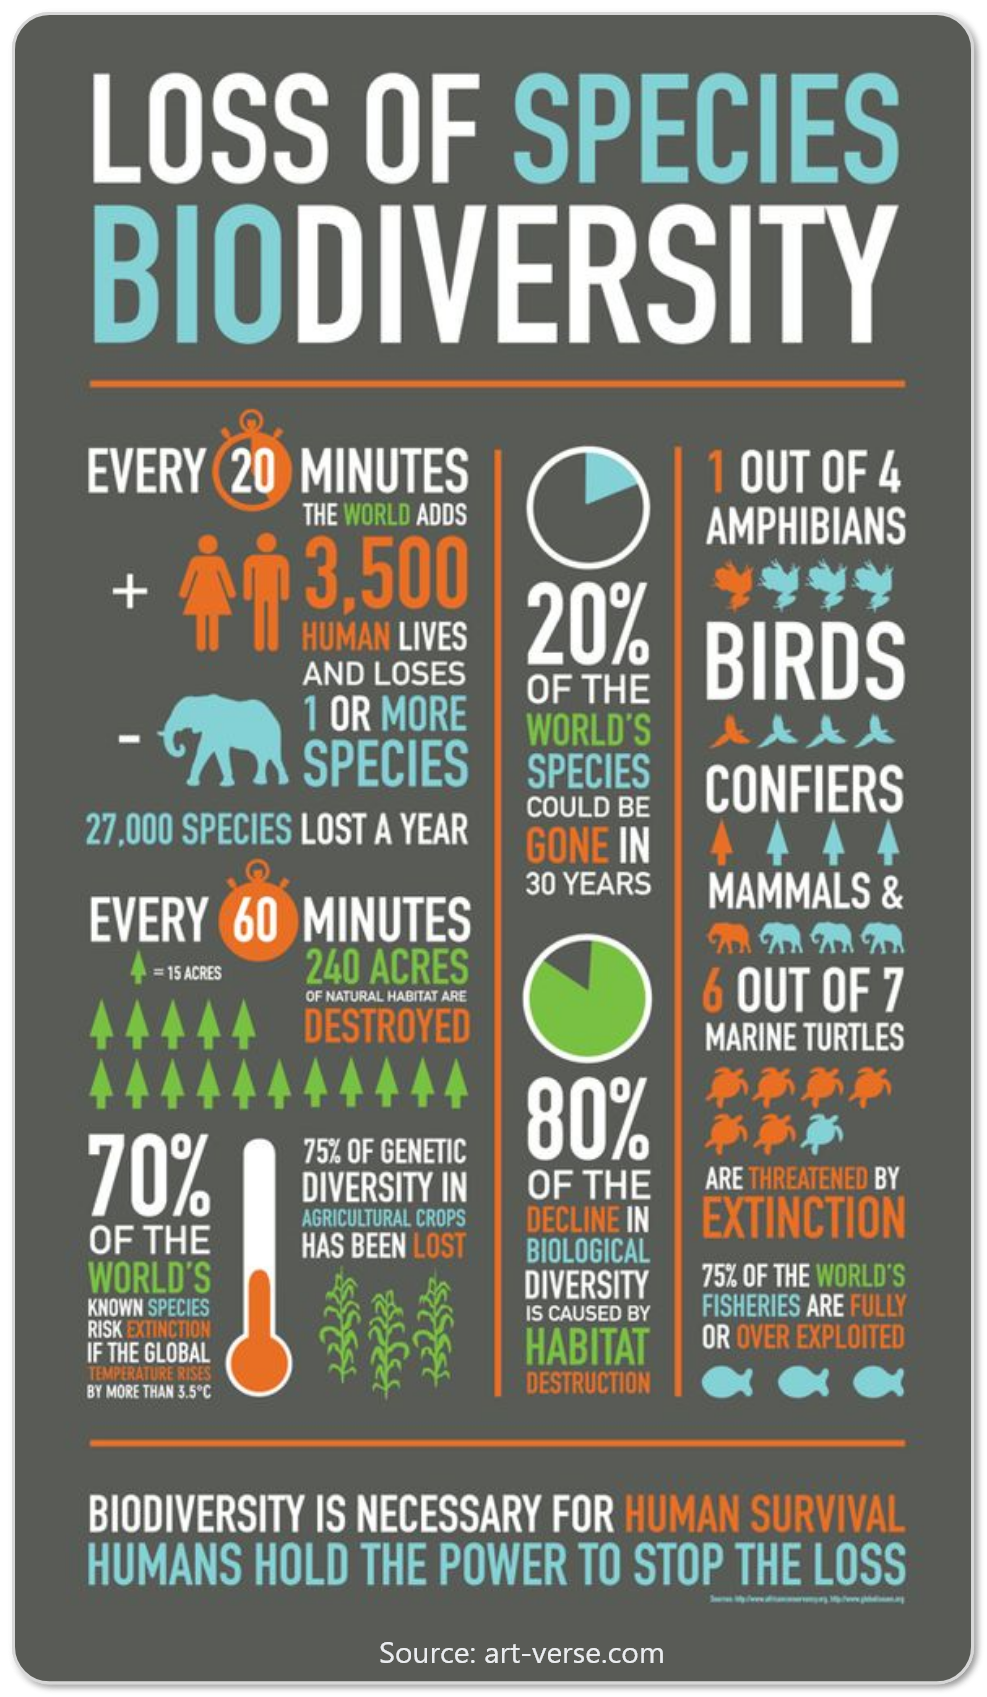 LOSS OF SPECIES
BIODIVERSITY
EVERY 20 MINUTES
THE WORLD ADDS
+
3,500
HUMAN LIVES
AND LOSES
-
1 OR MORE
SPECIES
27,000 SPECIES LOST A YEAR
EVERY 60 MINUTES
= 15 ACRES
240 ACRES
OF NATURAL HABITAT ARE
DESTROYED
70%
OF THE
WORLD'S
KNOWN SPECIES
RISK EXTINCTION
IF THE GLOBAL
TEMPERATURE RISES
BY MORE THAN 3.5°C
75% OF GENETIC
DIVERSITY IN
AGRICULTURAL CROPS
HAS BEEN LOST
20%
OF THE
WORLD'S
SPECIES
COULD BE
GONE IN
30 YEARS
80%
OF THE
DECLINE IN
BIOLOGICAL
DIVERSITY
IS CAUSED BY
HABITAT
DESTRUCTION
1 OUT OF 4
AMPHIBIANS
BIRDS
CONFIERS
MAMMALS &
6 OUT OF 7
MARINE TURTLES
ARE THREATENED BY
EXTINCTION
75% OF THE WORLD'S
FISHERIES ARE FULLY
OR OVER EXPLOITED
BIODIVERSITY IS NECESSARY FOR HUMAN SURVIVAL
HUMANS HOLD THE POWER TO STOP THE LOSS
Source: art-verse.com